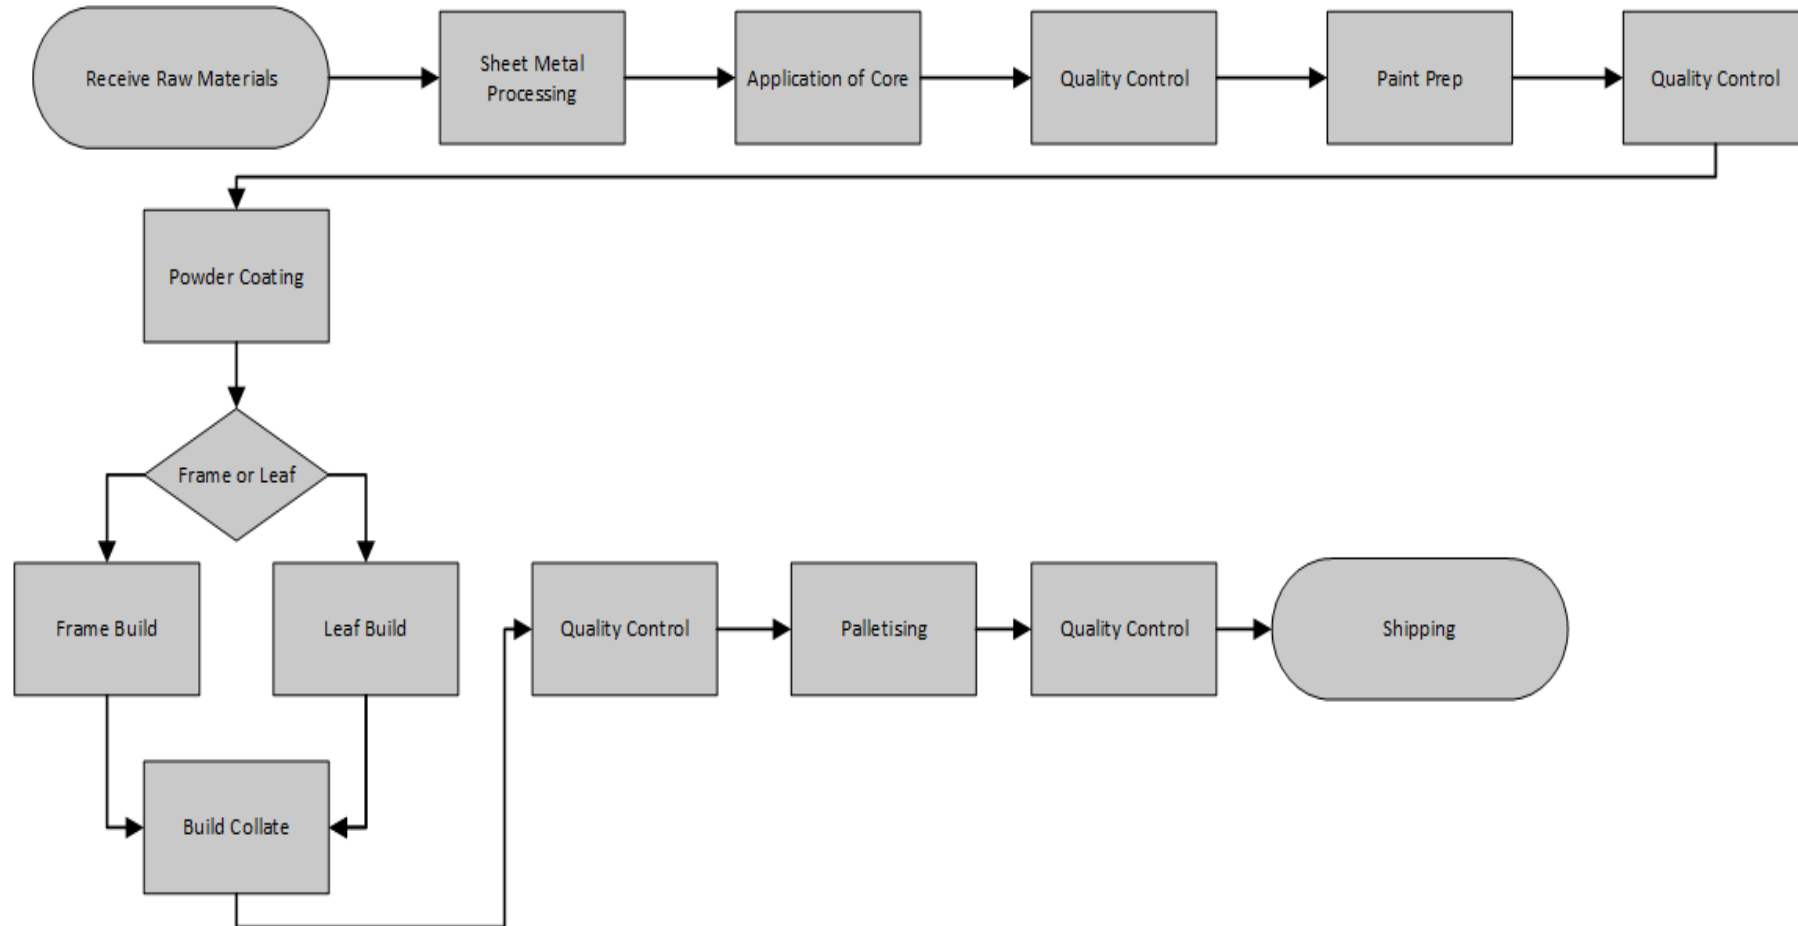 Receive Raw Materials
Sheet Metal
Processing
Application of Core
Quality Control
Paint Prep
Quality Control
Powder Coating
Frame or Leaf
Frame Build
Leaf Build
Quality Control
Palletising
Quality Control
Shipping
Build Collate